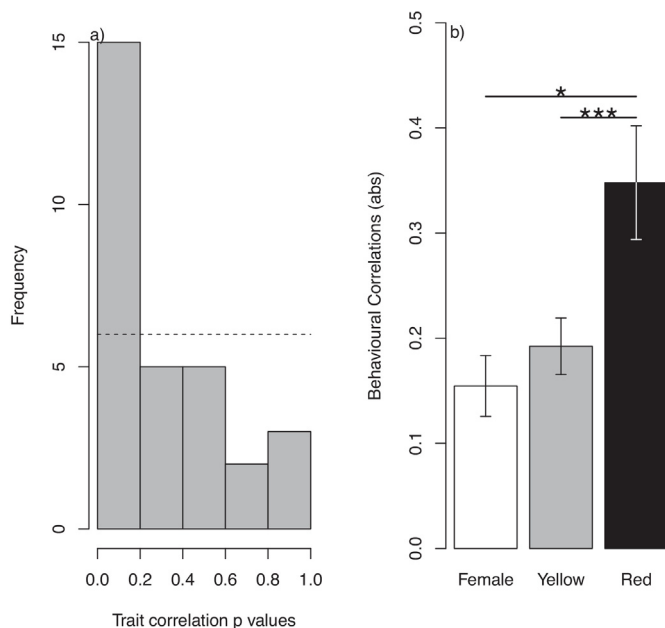 a)
15
10
5
0
Frequency
0.0 0.2 0.4 0.6 0.8 1.0
Trait correlation p values
b)
0.5
0.4
0.3
0.2
0.1
0.0
Behavioural Correlations (abs)
*
***
Female Yellow Red